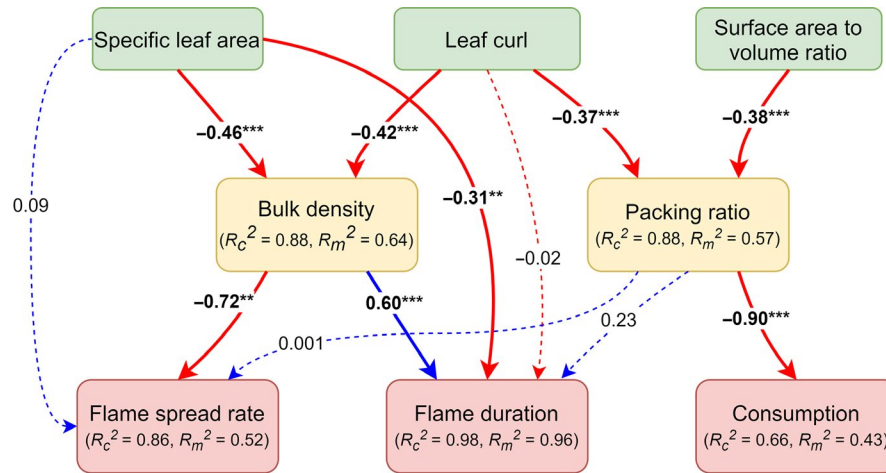 Specific leaf area
Leaf curl
Surface area to
volume ratio
−0.46***
−0.42***
−0.37***
−0.38***
0.09
−0.31**
Bulk density
(Rc² = 0.88, Rm² = 0.64)
Packing ratio
(Rc² = 0.88, Rm² = 0.57)
−0.02
−0.72**
0.60***
0.001
0.23
−0.90***
Flame spread rate
(Rc² = 0.86, Rm² = 0.52)
Flame duration
(Rc² = 0.98, Rm² = 0.96)
Consumption
(Rc² = 0.66, Rm² = 0.43)